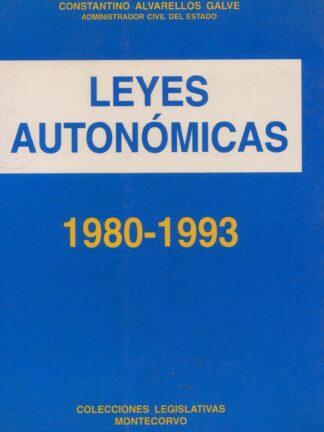 CONSTANTINO ALVARELLOS GALVE
ADMINISTRADOR CIVIL DEL ESTADO
LEYES
AUTONÓMICAS
1980-1993
COLECCIONES LEGISLATIVAS
MONTECORVO